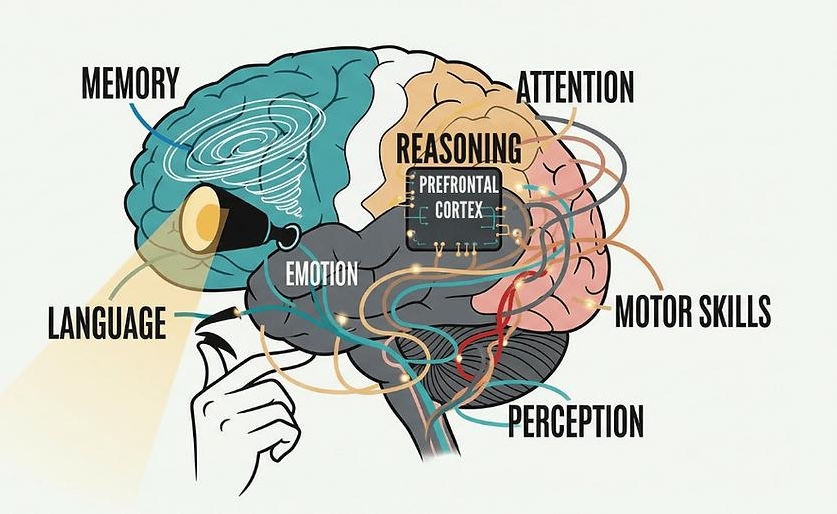 MEMORY
ATTENTION
REASONING
PREFRONTAL
CORTEX
EMOTION
LANGUAGE
MOTOR SKILLS
PERCEPTION